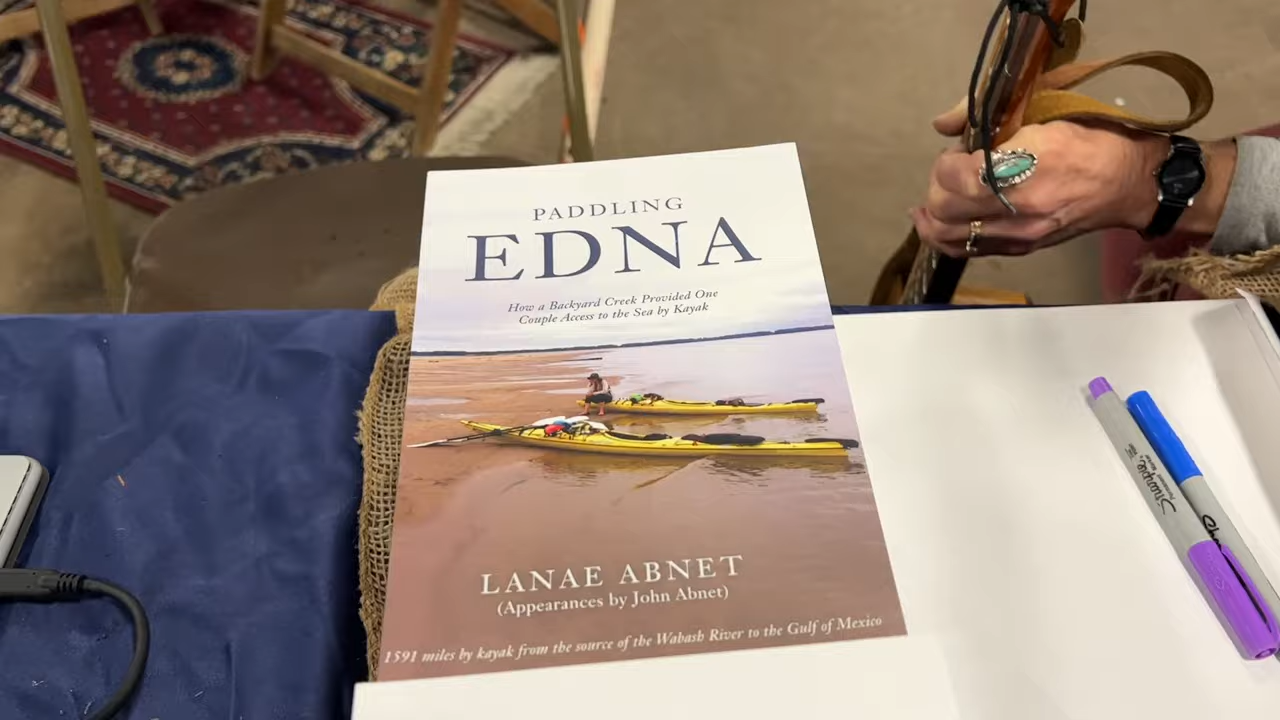 PADDLING
EDNA
How a Backyard Creek Provided One
Couple Access to the Sea by Kayak
LANAE ABNET
(Appearances by John Abnet)
1591 miles by kayak from the source of the Wabash River to the Gulf of Mexico
Sharpie